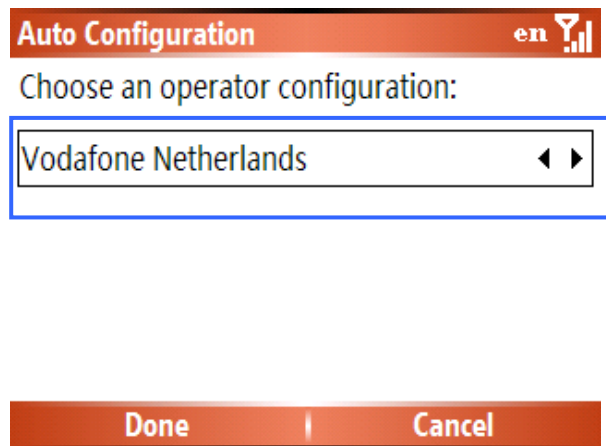 Auto Configuration en
Choose an operator configuration:
Vodafone Netherlands
Done Cancel